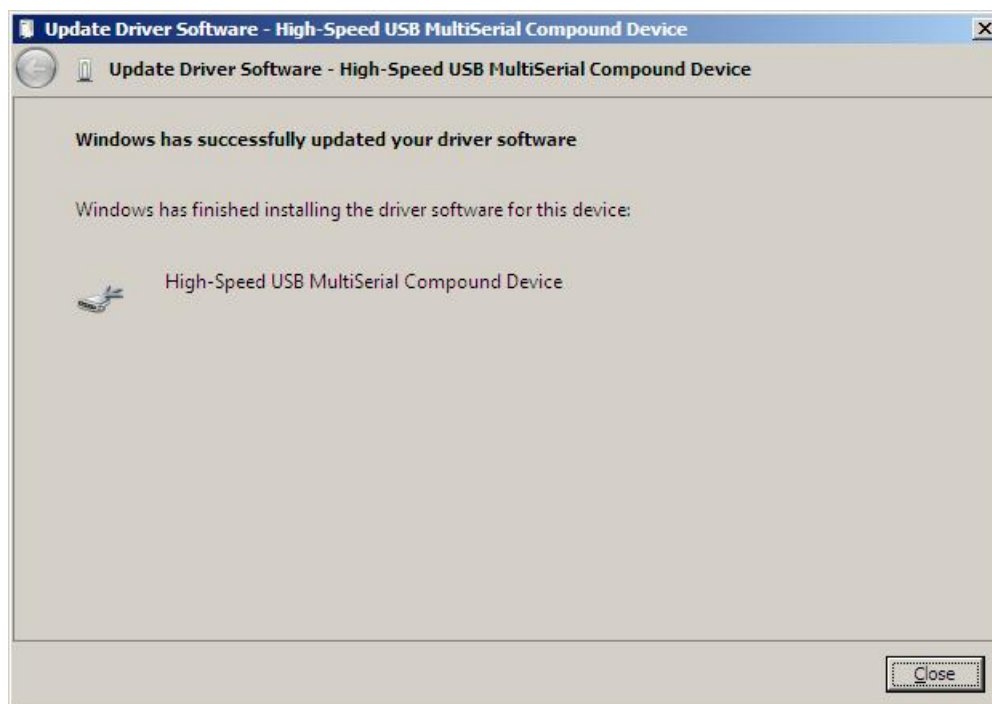 Update Driver Software - High-Speed USB MultiSerial Compound Device
Update Driver Software - High-Speed USB MultiSerial Compound Device
Windows has successfully updated your driver software
Windows has finished installing the driver software for this device:
High-Speed USB MultiSerial Compound Device
Close